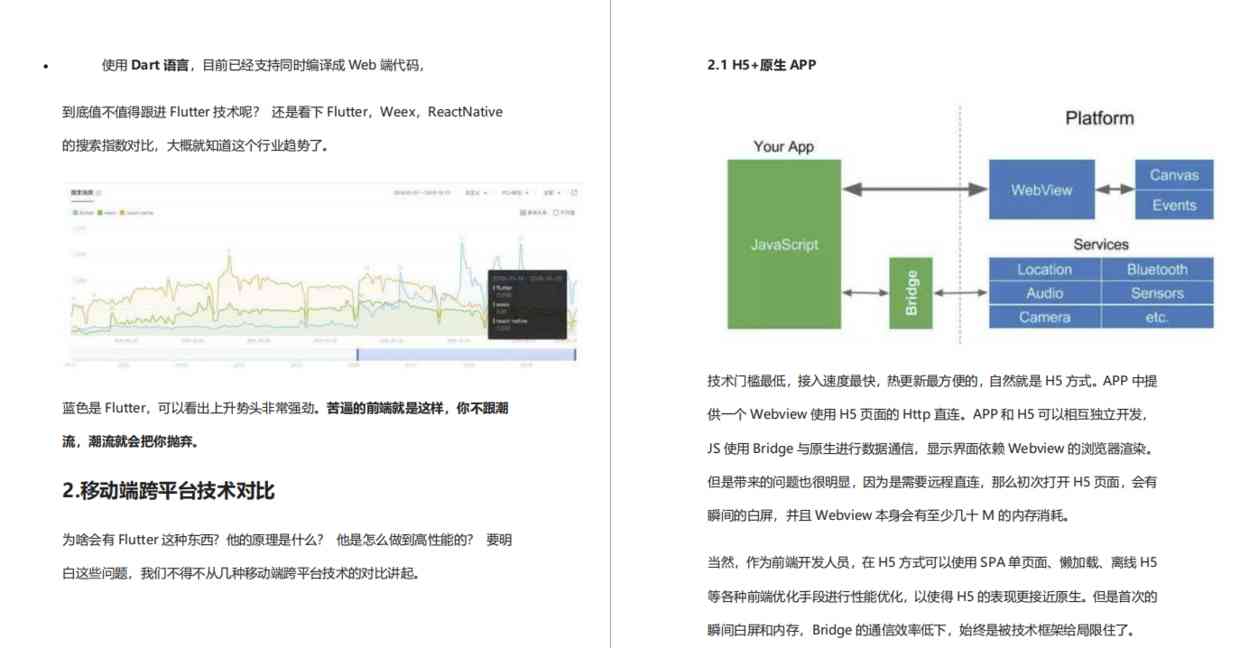 • 使用 Dart 语言，目前已经支持同时编译成 Web 端代码，
到底值不值得跟进 Flutter 技术呢？ 还是看下 Flutter，Weex，ReactNative
的搜索指数对比，大概就知道这个行业趋势了。
flutter weex react native
flutter
weex
react native
蓝色是 Flutter，可以看出上升势头非常强劲。苦逼的前端就是这样，你不跟潮
流，潮流就会把你抛弃。
2.移动端跨平台技术对比
为啥会有 Flutter 这种东西？他的原理是什么？ 他是怎么做到高性能的？ 要明
白这些问题，我们不得不从几种移动端跨平台技术的对比讲起。
2.1 H5+原生 APP
Platform
Your App
JavaScript
WebView
Canvas
Events
Bridge
Services
Location Bluetooth
Audio Sensors
Camera etc.
技术门槛最低，接入速度最快，热更新最方便的，自然就是 H5 方式。APP 中提
供一个 Webview 使用 H5 页面的 Http 直连。APP 和 H5 可以相互独立开发，
JS 使用 Bridge 与原生进行数据通信，显示界面依赖 Webview 的浏览器渲染。
但是带来的问题也很明显，因为是需要远程直连，那么初次打开 H5 页面，会有
瞬间的白屏，并且 Webview 本身会有至少几十 M 的内存消耗。
当然，作为前端开发人员，在 H5 方式可以使用 SPA 单页面、懒加载、离线 H5
等各种前端优化手段进行性能优化，以使得 H5 的表现更接近原生。但是首次的
瞬间白屏和内存，Bridge 的通信效率低下，始终是被技术框架给局限住了。